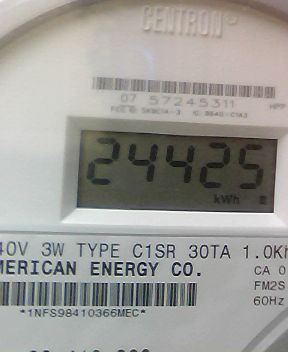 CENTRON
07 57245311
24425
kWh
40V 3W TYPE C1SR 30TA 1.0Kh
MERICAN ENERGY CO.
CA 0
FM2S
60Hz
*1NFS98410366MEC*